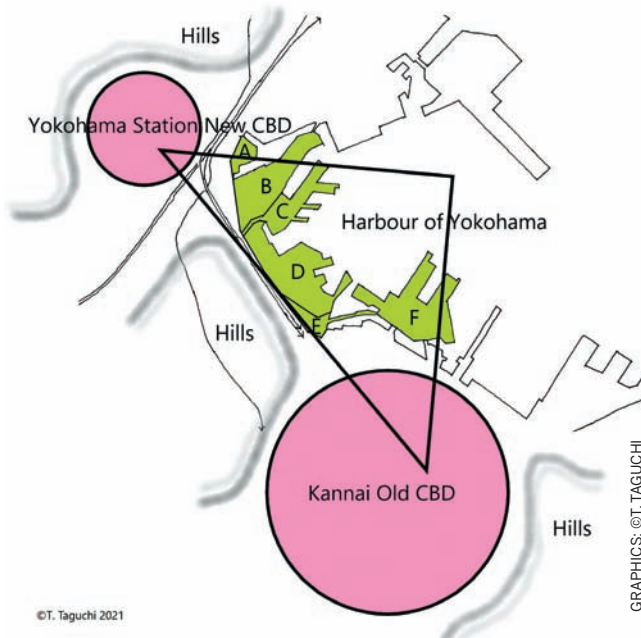 Hills
Yokohama Station New CBD
A
B
C
Harbour of Yokohama
D
E
F
Hills
Kannai Old CBD
Hills
©T. Taguchi 2021
GRAPHICS: ©T. TAGUCHI